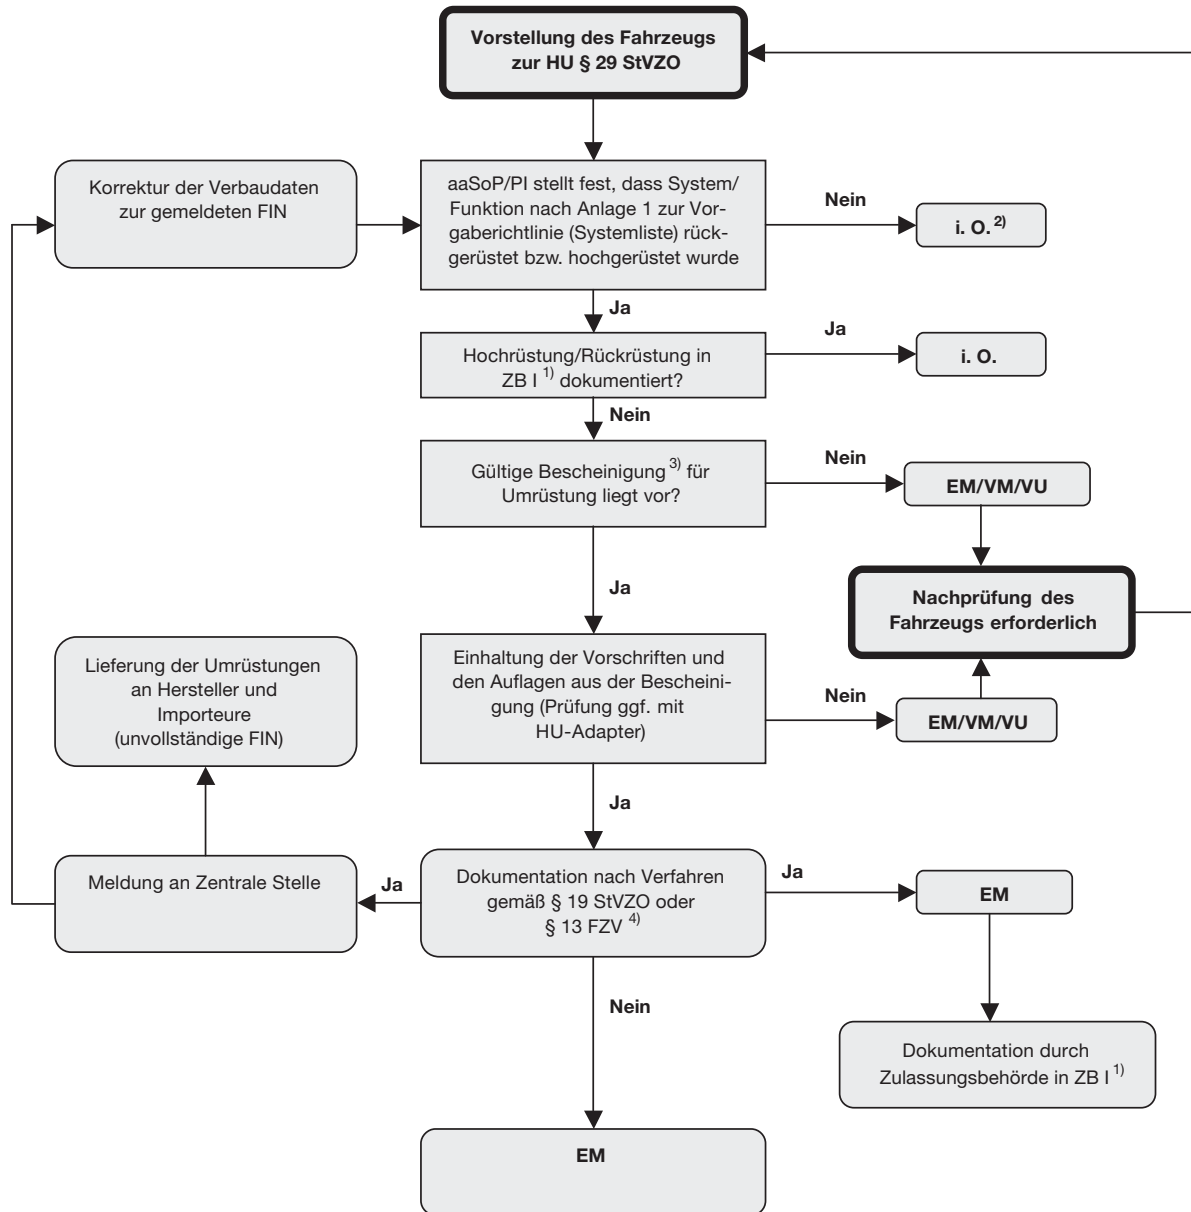 Vorstellung des Fahrzeugs
zur HU § 29 StVZO
Korrektur der Verbaudaten
zur gemeldeten FIN
aaSoP/PI stellt fest, dass System/
Funktion nach Anlage 1 zur Vor-
gaberichtlinie (Systemliste) rück-
gerüstet bzw. hochgerüstet wurde
Nein
i. O. 2)
Ja
Hochrüstung/Rückrüstung in
ZB I 1) dokumentiert?
Ja
i. O.
Nein
Gültige Bescheinigung 3) für
Umrüstung liegt vor?
Nein
EM/VM/VU
Ja
Nachprüfung des
Fahrzeugs erforderlich
Lieferung der Umrüstungen
an Hersteller und
Importeure
(unvollständige FIN)
Einhaltung der Vorschriften und
den Auflagen aus der Bescheini-
gung (Prüfung ggf. mit
HU-Adapter)
Nein
EM/VM/VU
Ja
Meldung an Zentrale Stelle
Ja
Dokumentation nach Verfahren
gemäß § 19 StVZO oder
§ 13 FZV 4)
Ja
EM
Nein
Dokumentation durch
Zulassungsbehörde in ZB I 1)
EM